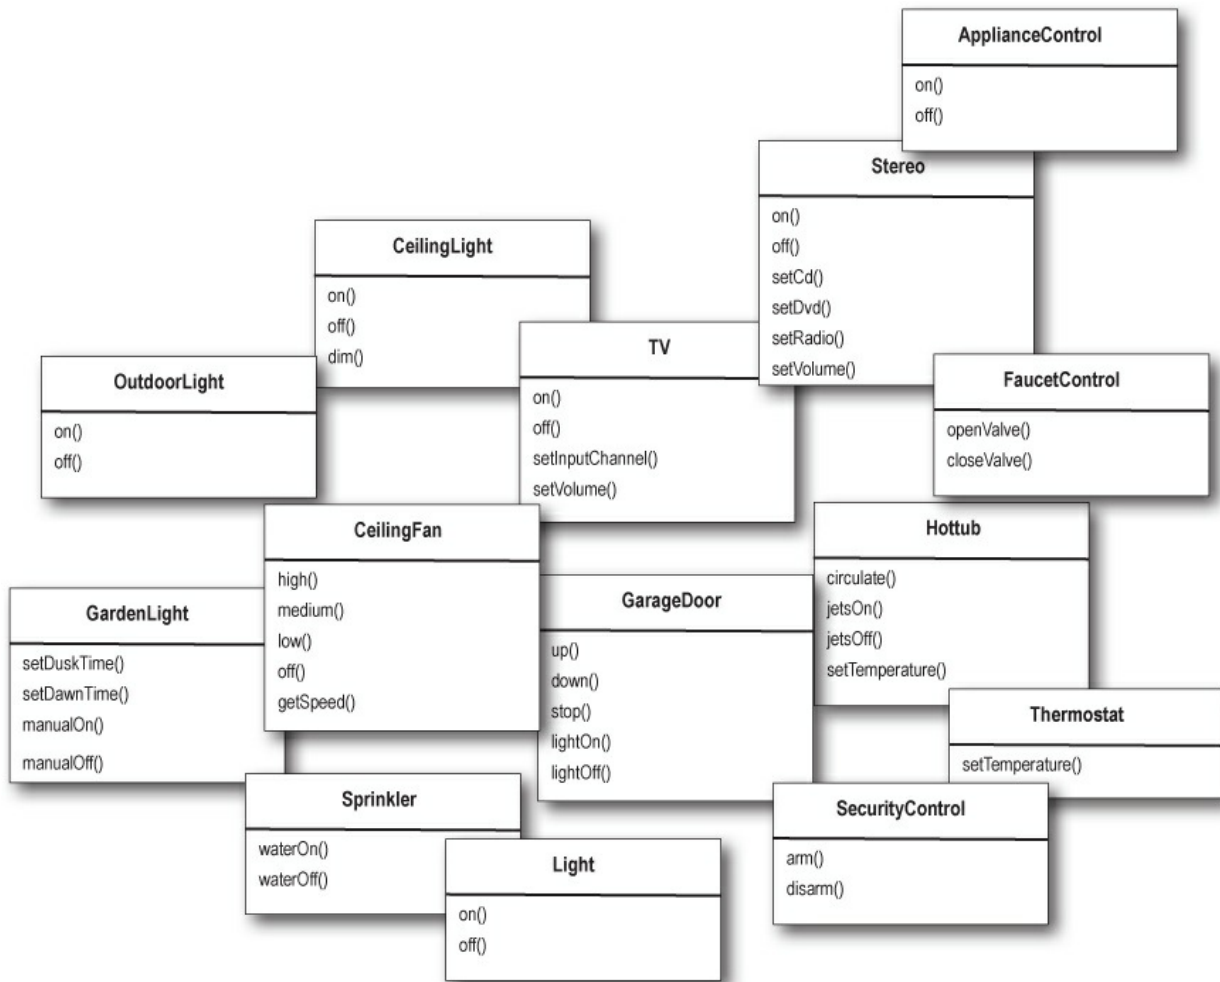 ApplianceControl
on()
off()
Stereo
on()
off()
setCd()
setDvd()
setRadio()
setVolume()
CeilingLight
on()
off()
dim()
TV
on()
off()
setInputChannel()
setVolume()
OutdoorLight
on()
off()
FaucetControl
openValve()
closeValve()
CeilingFan
high()
medium()
low()
off()
getSpeed()
Hottub
circulate()
jetsOn()
jetsOff()
setTemperature()
GardenLight
setDuskTime()
setDawnTime()
manualOn()
manualOff()
GarageDoor
up()
down()
stop()
lightOn()
lightOff()
Thermostat
setTemperature()
Sprinkler
waterOn()
waterOff()
SecurityControl
arm()
disarm()
Light
on()
off()